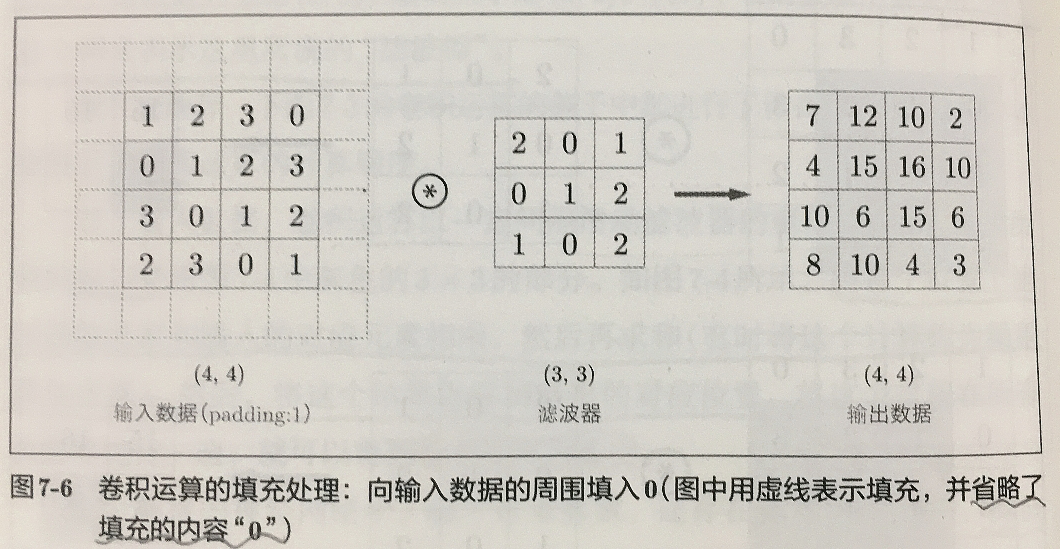 1 2 3 0
0 1 2 3
3 0 1 2
2 3 0 1
(4, 4)
输入数据(padding:1)
*
2 0 1
0 1 2
1 0 2
(3, 3)
滤波器
7 12 10 2
4 15 16 10
10 6 15 6
8 10 4 3
(4, 4)
输出数据
图7-6 卷积运算的填充处理：向输入数据的周围填入0(图中用虚线表示填充，并省略了
填充的内容“0”)